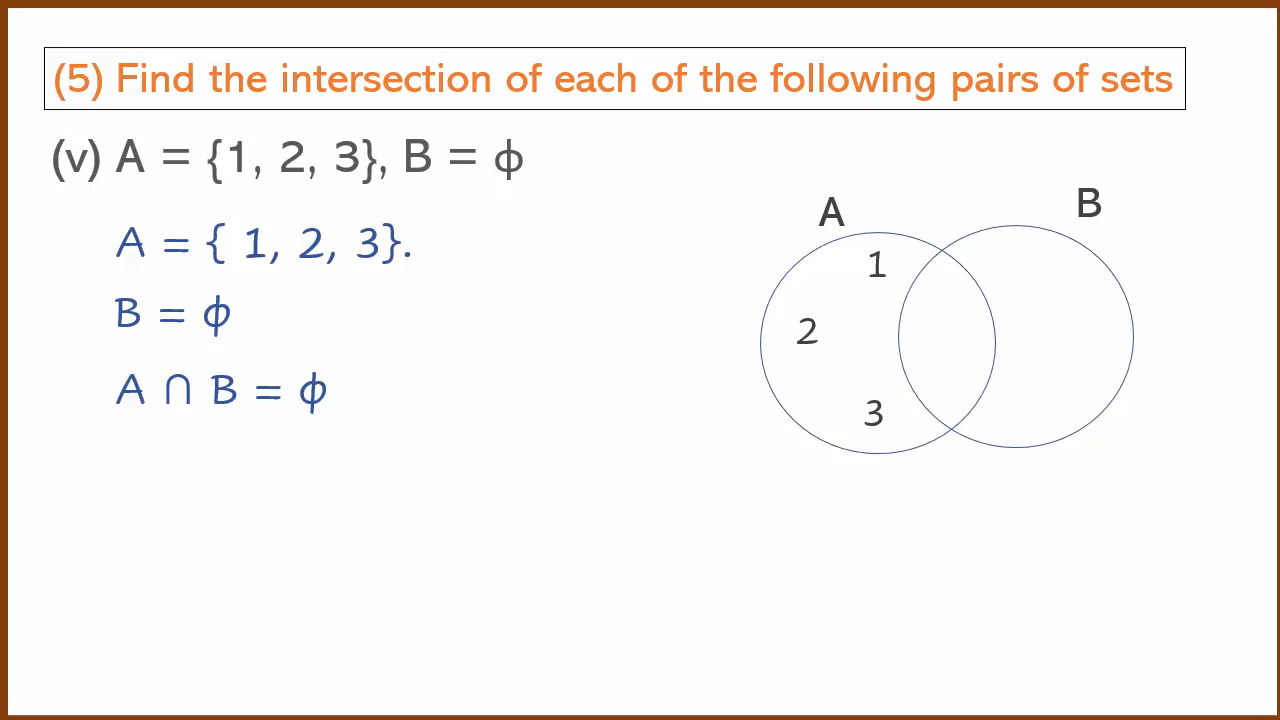 (5) Find the intersection of each of the following pairs of sets
(v) A = {1, 2, 3}, B = ϕ
A = { 1, 2, 3}.
B = ϕ
A ∩ B = ϕ
A
B
1
2
3